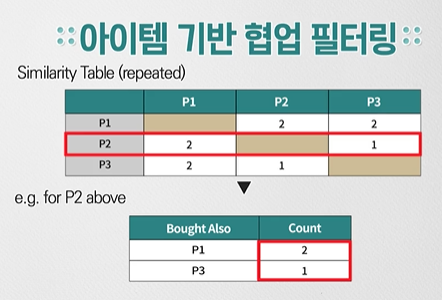 아이템 기반 협업 필터링
Similarity Table (repeated)
P1 P2 P3
P1 2 2
P2 2 1
P3 2 1
e.g. for P2 above
Bought Also Count
P1 2
P3 1